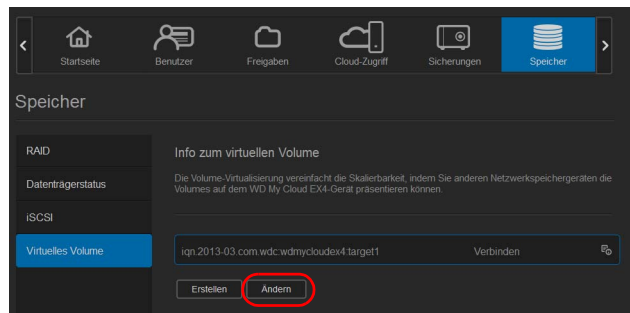 Startseite
Benutzer
Freigaben
Cloud-Zugriff
Sicherungen
Speicher
Speicher
RAID
Datenträgerstatus
iSCSI
Virtuelles Volume
Info zum virtuellen Volume
Die Volume-Virtualisierung vereinfacht die Skalierbarkeit, indem Sie anderen Netzwerkspeichergeräten die
Volumes auf dem WD My Cloud EX4-Gerät präsentieren können.
iqn.2013-03.com.wdc:wdmycloudex4:target1 Verbinden
Erstellen Ändern